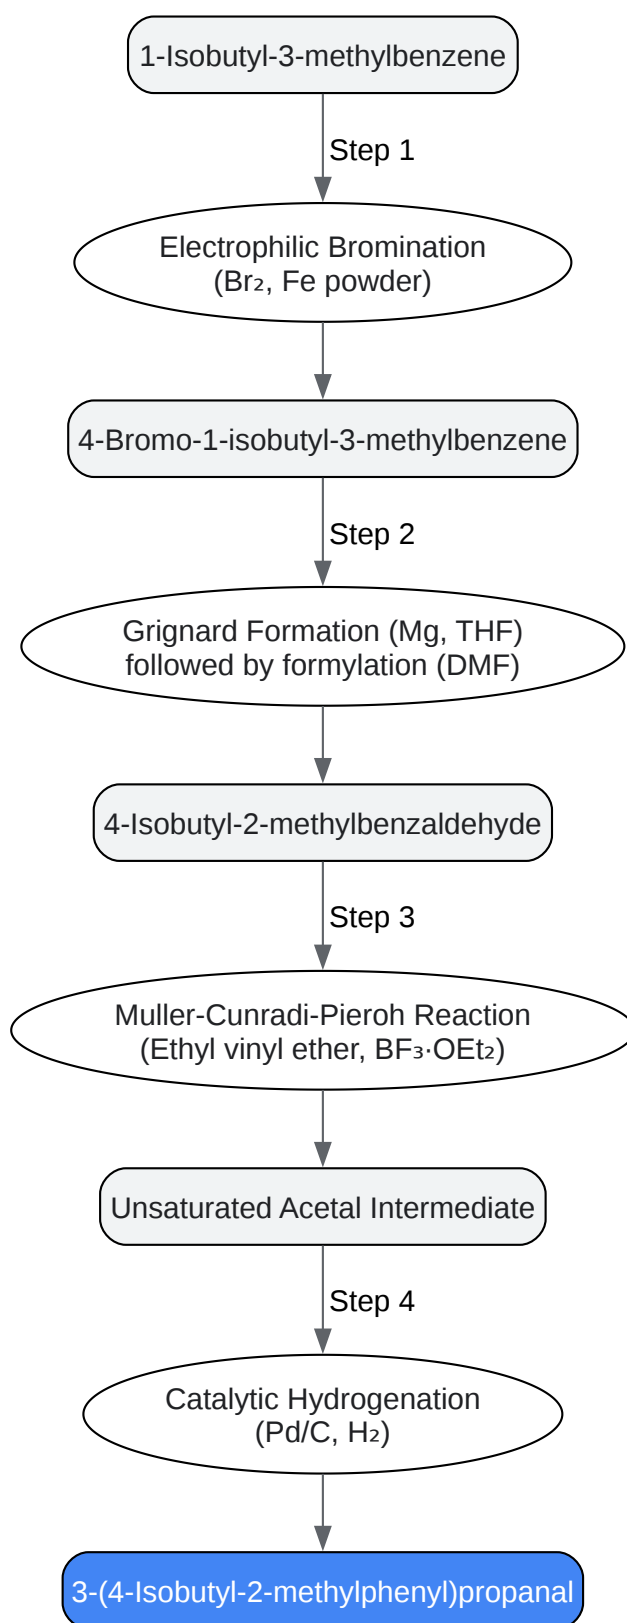 1-Isobutyl-3-methylbenzene
Step 1
Electrophilic Bromination
(Br₂, Fe powder)
4-Bromo-1-isobutyl-3-methylbenzene
Step 2
Grignard Formation (Mg, THF)
followed by formylation (DMF)
4-Isobutyl-2-methylbenzaldehyde
Step 3
Muller-Cunradi-Pieroh Reaction
(Ethyl vinyl ether, BF₃·OEt₂)
Unsaturated Acetal Intermediate
Step 4
Catalytic Hydrogenation
(Pd/C, H₂)
3-(4-Isobutyl-2-methylphenyl)propanal